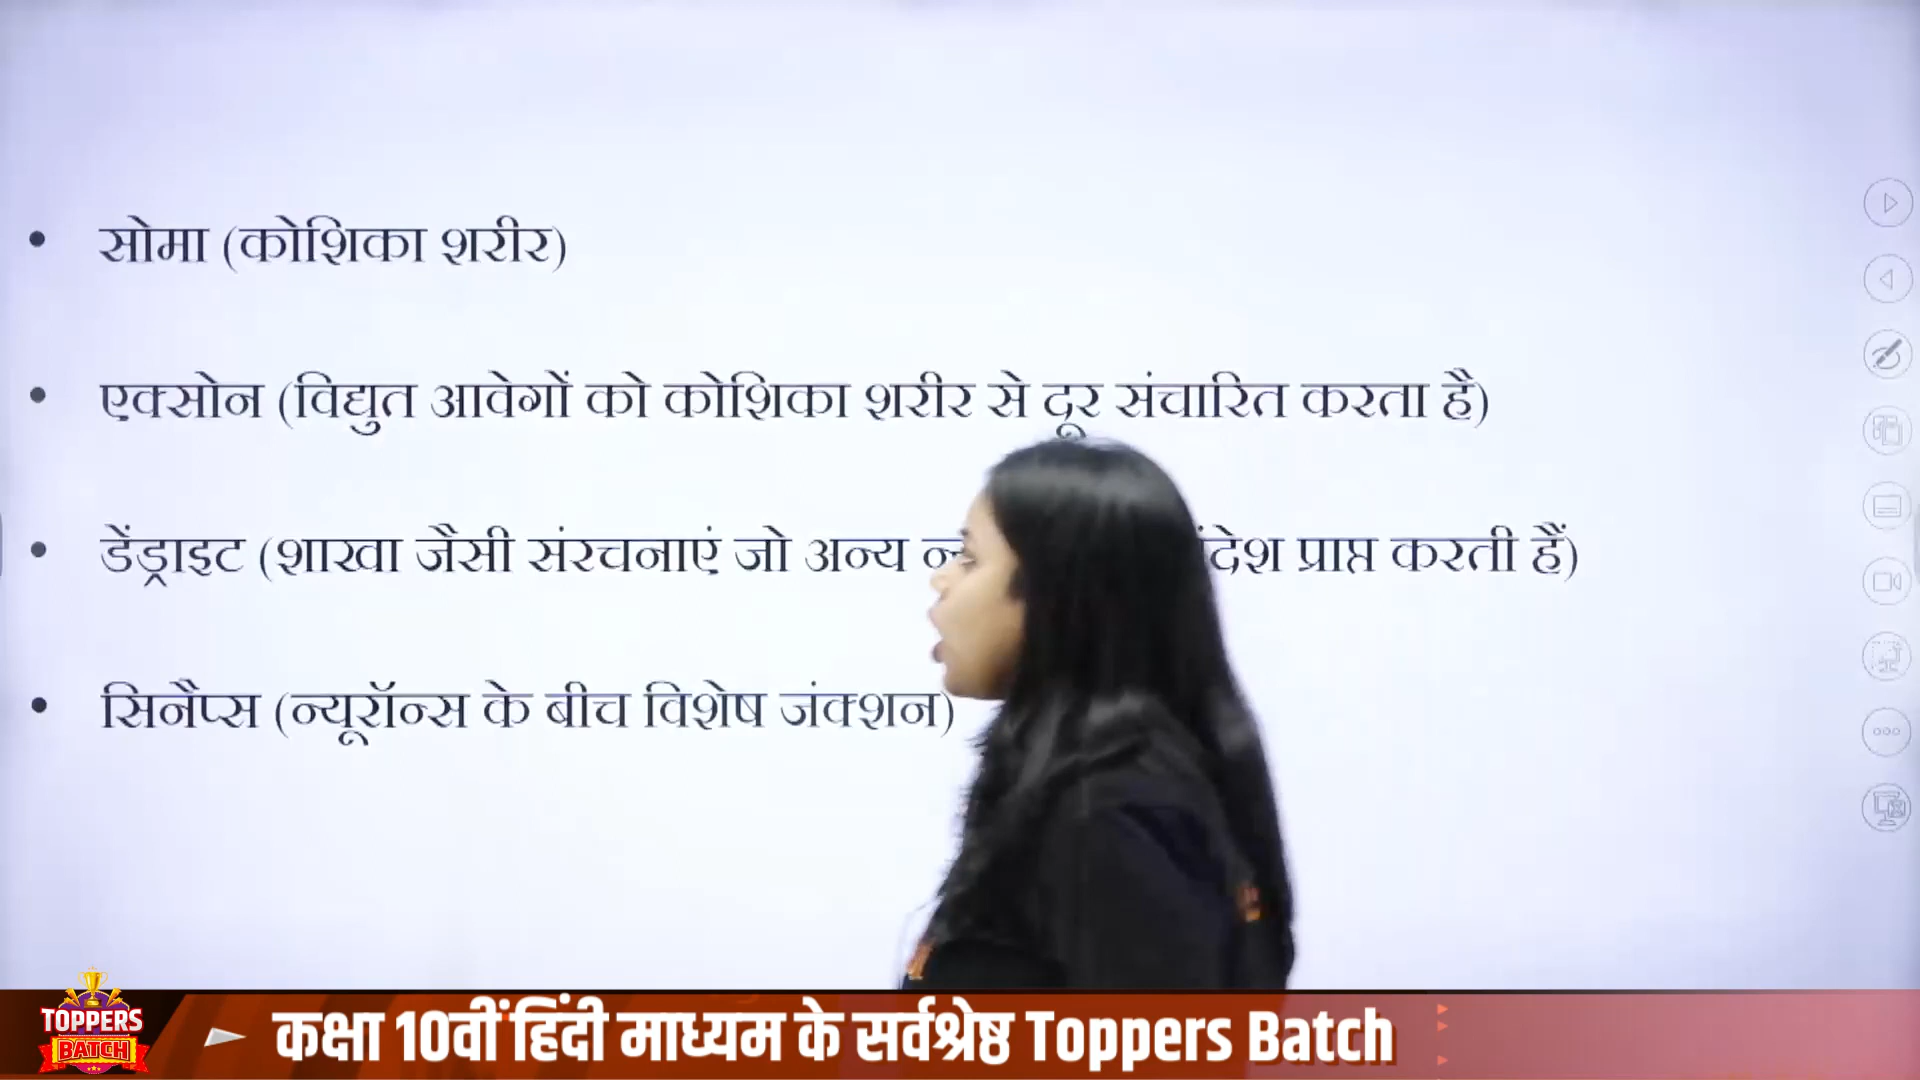 • सोमा (कोशिका शरीर)
• एक्सोन (विद्युत आवेगों को कोशिका शरीर से दूर संचारित करता है)
• डेंड्राइट (शाखा जैसी संरचनाएं जो अन्य प्राप्त करती हैं)
• सिनैप्स (न्यूरॉन्स के बीच विशेष जंक्शन)
TOPPERS
BATCH
कक्षा 10वीं हिंदी माध्यम के सर्वश्रेष्ठ Toppers Batch